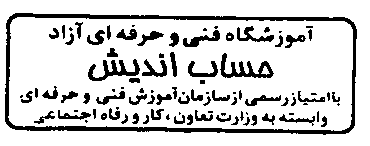 آموزشگاه فنی و حرفه ای آزاد
حساب اندیش
با امتیاز رسمی از سازمان آموزش فنی و حرفه ای
وابسته به وزارت تعاون ، کار و رفاه اجتماعی